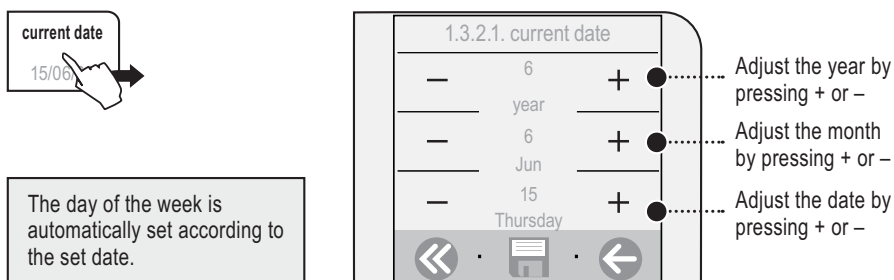 current date
15/06/
The day of the week is
automatically set according to
the set date.
1.3.2.1. current date
– 6 +
year
– 6 +
Jun
– 15 +
Thursday
Adjust the year by
pressing + or –
Adjust the month
by pressing + or –
Adjust the date by
pressing + or –